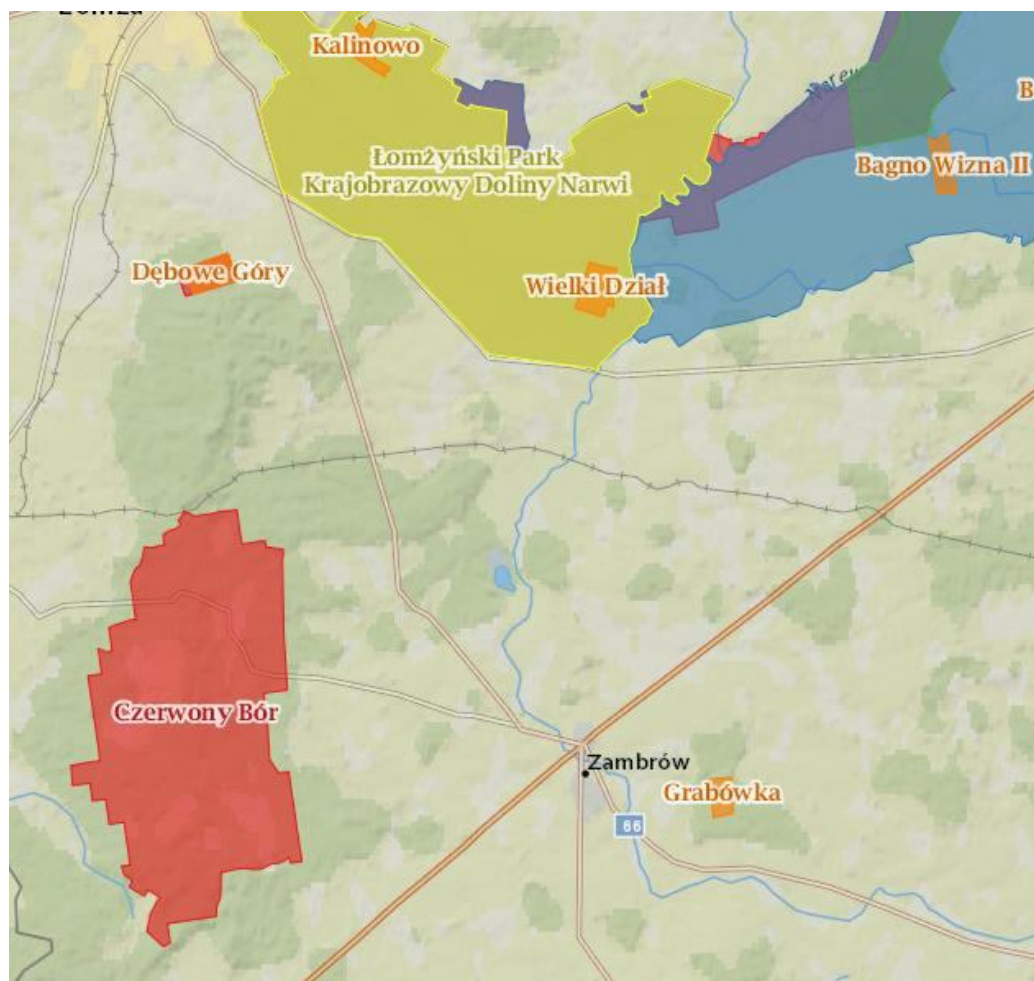 Kalinowo
Łomżyński Park
Krajobrazowy Doliny Narwi
Bagno Wizna II
Dębowe Góry
Wielki Dział
Czerwony Bór
Zambrów
Grabówka
66